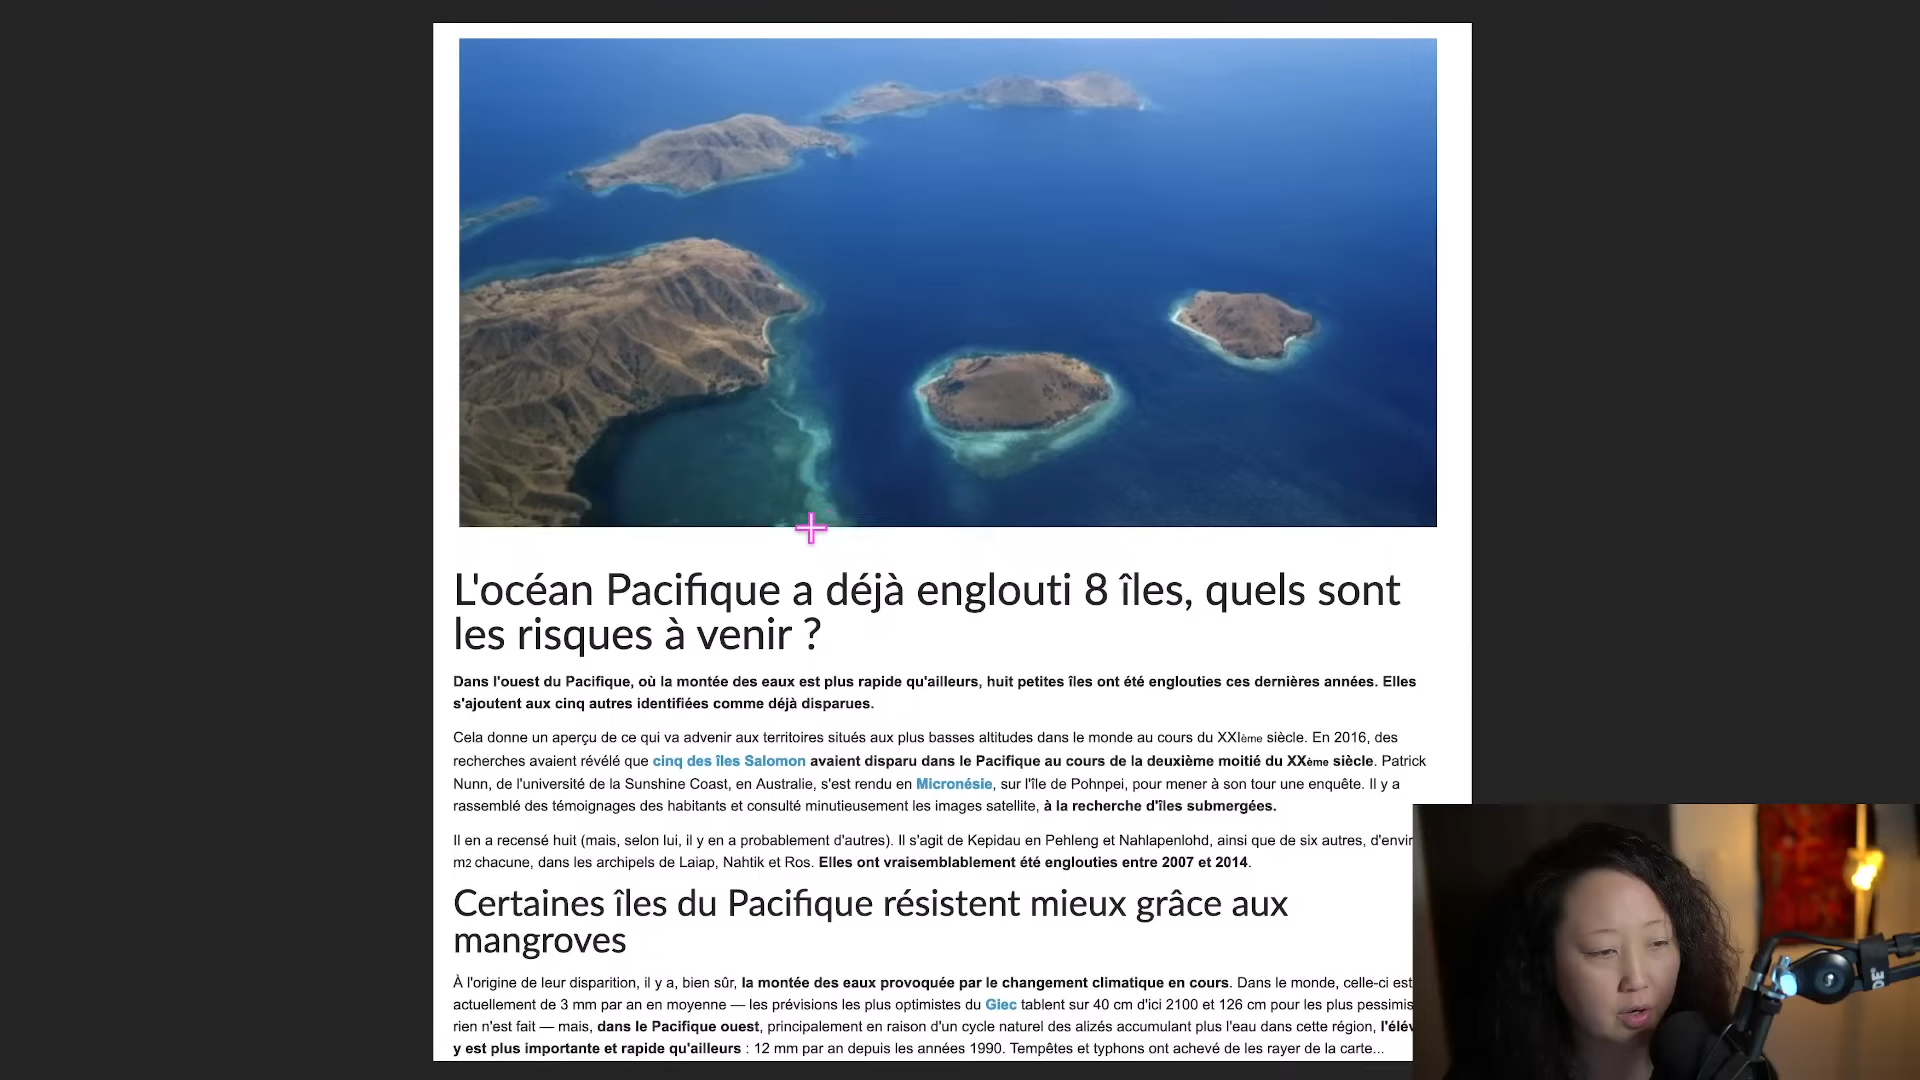 L'océan Pacifique a déjà englouti 8 îles, quels sont
les risques à venir ?
Dans l'ouest du Pacifique, où la montée des eaux est plus rapide qu'ailleurs, huit petites îles ont été englouties ces dernières années. Elles
s'ajoutent aux cinq autres identifiées comme déjà disparues.
Cela donne un aperçu de ce qui va advenir aux territoires situés aux plus basses altitudes dans le monde au cours du XXIème siècle. En 2016, des
recherches avaient révélé que cinq des îles Salomon avaient disparu dans le Pacifique au cours de la deuxième moitié du XXème siècle. Patrick
Nunn, de l'université de la Sunshine Coast, en Australie, s'est rendu en Micronésie, sur l'île de Pohnpei, pour mener à son tour une enquête. Il y a
rassemblé des témoignages des habitants et consulté minutieusement les images satellite, à la recherche d'îles submergées.
Il en a recensé huit (mais, selon lui, il y en a probablement d'autres). Il s'agit de Kepidau en Pehleng et Nahlapenlohd, ainsi que de six autres,
m2 chacune, dans les archipels de Laiap, Nahtik et Ros. Elles ont vraisemblablement été englouties entre 2007 et 2014.
Certaines îles du Pacifique résistent mieux grâce aux
mangroves
À l'origine de leur disparition, il y a, bien sûr, la montée des eaux provoquée par le changement climatique en cours. Dans le monde, celle-ci est
actuellement de 3 mm par an en moyenne — les prévisions les plus optimistes du Giec tablent sur 40 cm d'ici 2100 et 126 cm pour les plus
rien n'est fait — mais, dans le Pacifique ouest, principalement en raison d'un cycle naturel des alizés accumulant plus l'eau dans cette région,
y est plus importante et rapide qu'ailleurs : 12 mm par an depuis les années 1990. Tempêtes et typhons ont achevé de les rayer de la carte...